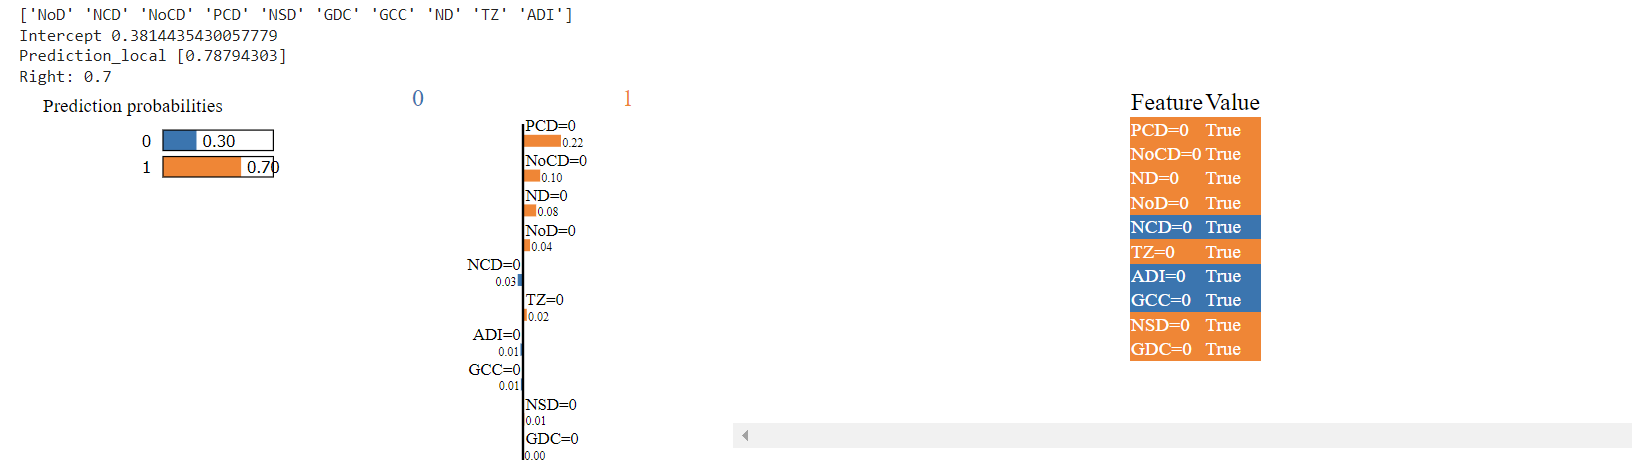 ['NoD' 'NCD' 'NoCD' 'PCD' 'NSD' 'GDC' 'GCC' 'ND' 'TZ' 'ADI']
Intercept 0.3814435430057779
Prediction_local [0.78794303]
Right: 0.7
Prediction probabilities
0 0.30
1 0.70
0 1
PCD=0
0.22
NoCD=0
0.10
ND=0
0.08
NoD=0
0.04
NCD=0
0.03
TZ=0
0.02
ADI=0
0.01
GCC=0
0.01
NSD=0
0.01
GDC=0
0.00
Feature Value
PCD=0 True
NoCD=0 True
ND=0 True
NoD=0 True
NCD=0 True
TZ=0 True
ADI=0 True
GCC=0 True
NSD=0 True
GDC=0 True